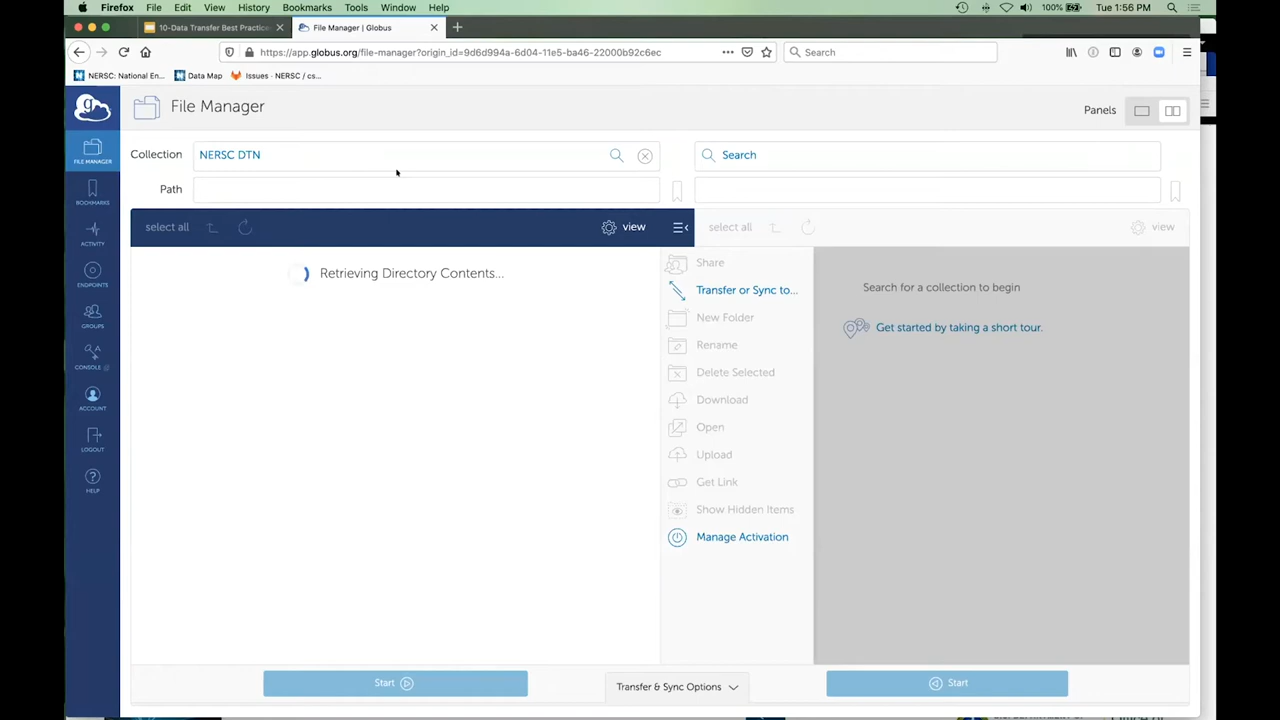 Firefox File Edit View History Bookmarks Tools Window Help 100% Tue 1:56 PM
10-Data Transfer Best Practice File Manager | Globus
https://app.globus.org/file-manager?origin_id=9d6d994a-6d04-11e5-ba46-22000b92c6ec Search
NERSC: National En... Data Map Issues · NERSC / cs...
File Manager Panels
Collection NERSC DTN Search
Path
select all view select all view
FILE MANAGER
BOOKMARKS
ACTIVITY
ENDPOINTS
GROUPS
CONSOLE
ACCOUNT
LOGOUT
HELP
Retrieving Directory Contents...
Share
Transfer or Sync to...
New Folder
Rename
Delete Selected
Download
Open
Upload
Get Link
Show Hidden Items
Manage Activation
Search for a collection to begin
Get started by taking a short tour.
Start Transfer & Sync Options Start